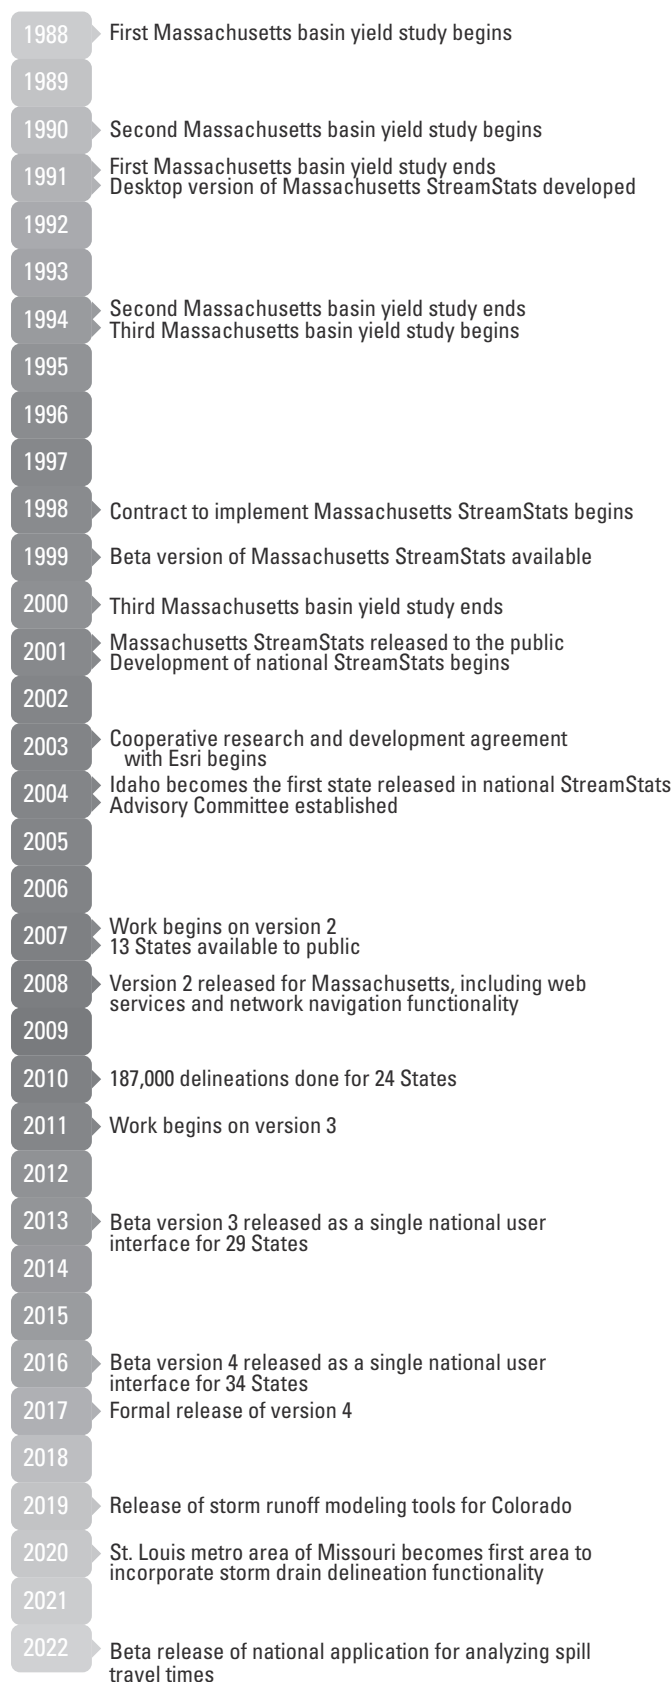 1988
First Massachusetts basin yield study begins
1989
1990
Second Massachusetts basin yield study begins
1991
First Massachusetts basin yield study ends
Desktop version of Massachusetts StreamStats developed
1992
1993
1994
Second Massachusetts basin yield study ends
Third Massachusetts basin yield study begins
1995
1996
1997
1998
Contract to implement Massachusetts StreamStats begins
1999
Beta version of Massachusetts StreamStats available
2000
Third Massachusetts basin yield study ends
2001
Massachusetts StreamStats released to the public
Development of national StreamStats begins
2002
2003
Cooperative research and development agreement
with Esri begins
2004
Idaho becomes the first state released in national StreamStats
Advisory Committee established
2005
2006
2007
Work begins on version 2
13 States available to public
2008
Version 2 released for Massachusetts, including web
services and network navigation functionality
2009
2010
187,000 delineations done for 24 States
2011
Work begins on version 3
2012
2013
Beta version 3 released as a single national user
interface for 29 States
2014
2015
2016
Beta version 4 released as a single national user
interface for 34 States
2017
Formal release of version 4
2018
2019
Release of storm runoff modeling tools for Colorado
2020
St. Louis metro area of Missouri becomes first area to
incorporate storm drain delineation functionality
2021
2022
Beta release of national application for analyzing spill
travel times